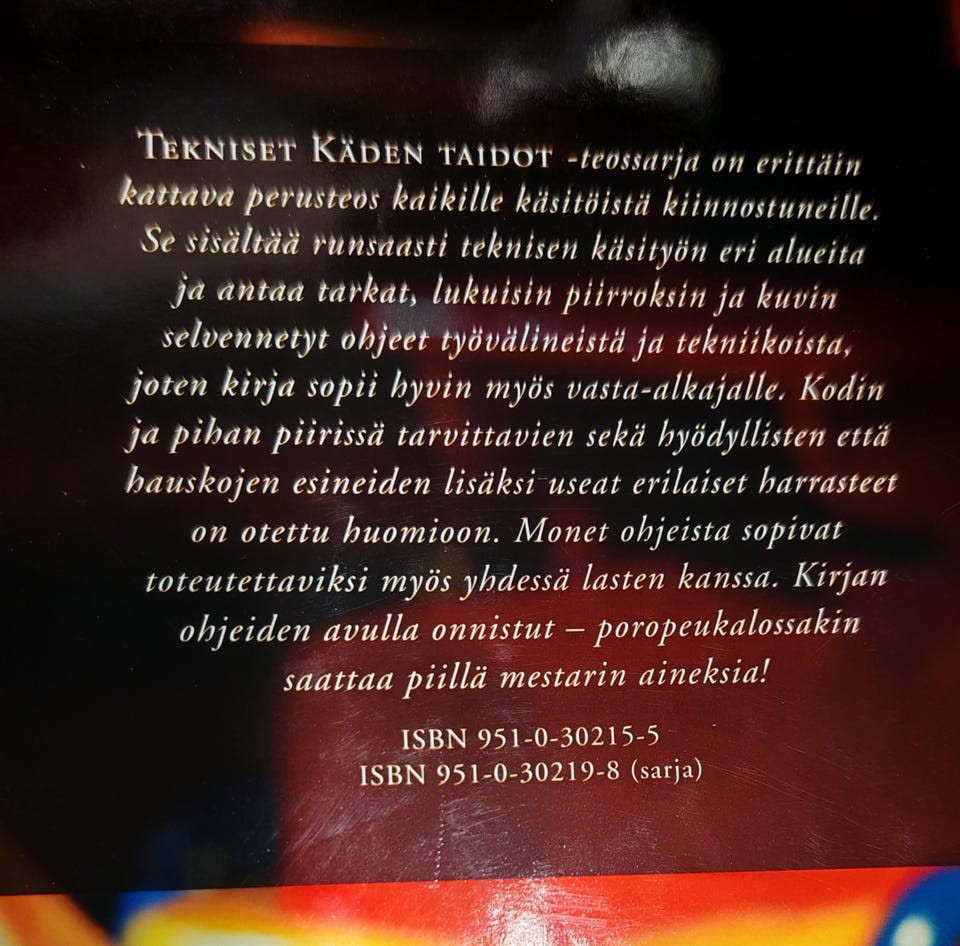 TEKNISET KÄDEN TAIDOT -teossarja on erittäin
kattava perusteos kaikille käsitöistä kiinnostuneille.
Se sisältää runsaasti teknisen käsityön eri alueita
ja antaa tarkat, lukuisin piirroksin ja kuvin
selvennetyt ohjeet työvälineistä ja tekniikoista,
joten kirja sopii hyvin myös vasta-alkajalle. Kodin
ja pihan piirissä tarvittavien sekä hyödyllisten että
hauskojen esineiden lisäksi useat erilaiset harrasteet
on otettu huomioon. Monet ohjeista sopivat
toteutettaviksi myös yhdessä lasten kanssa. Kirjan
ohjeiden avulla onnistut – poropeukalossakin
saattaa piillä mestarin aineksia!
ISBN 951-0-30215-5
ISBN 951-0-30219-8 (sarja)